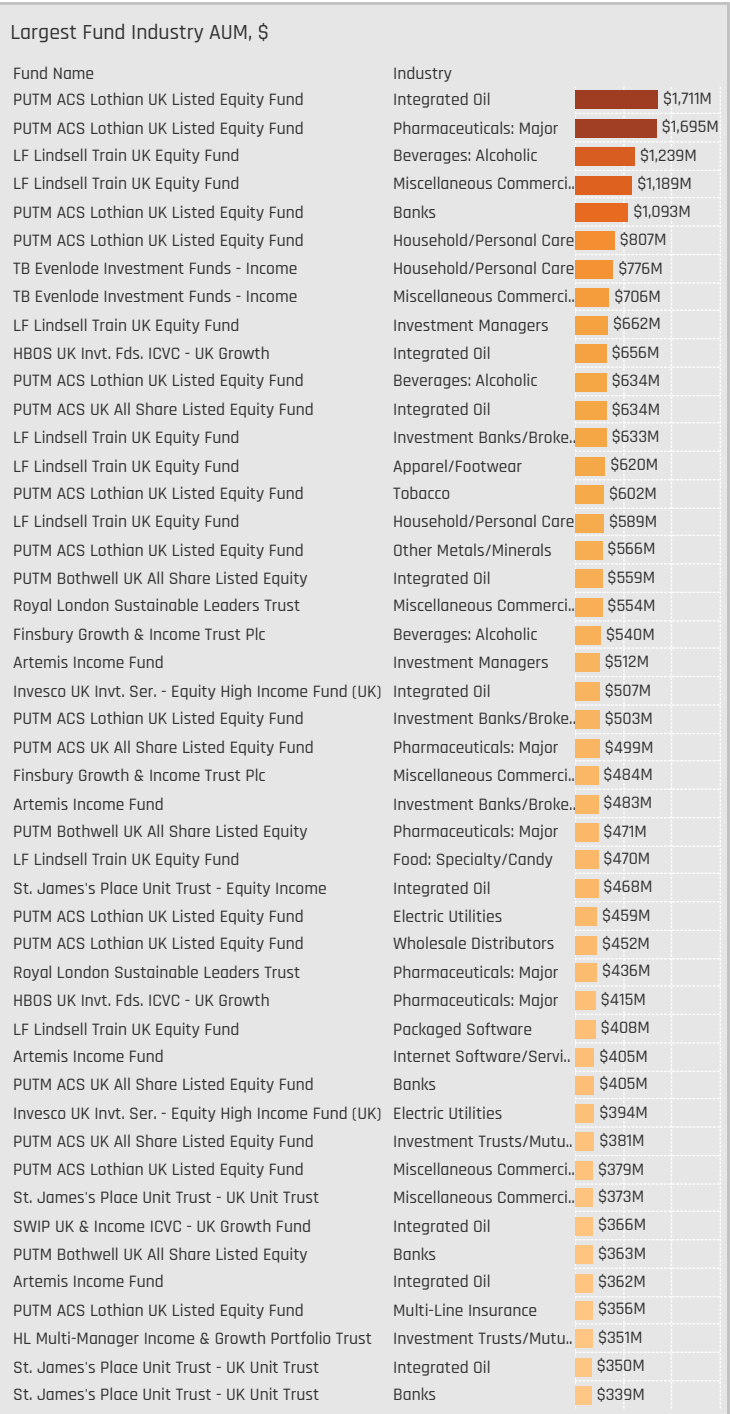 Largest Fund Industry AUM, $
Fund Name Industry
PUTM ACS Lothian UK Listed Equity Fund Integrated Oil $1,711M
PUTM ACS Lothian UK Listed Equity Fund Pharmaceuticals: Major $1,695M
LF Lindsell Train UK Equity Fund Beverages: Alcoholic $1,239M
LF Lindsell Train UK Equity Fund Miscellaneous Commerci.. $1,189M
PUTM ACS Lothian UK Listed Equity Fund Banks $1,093M
PUTM ACS Lothian UK Listed Equity Fund Household/Personal Care $807M
TB Evenlode Investment Funds - Income Household/Personal Care $776M
TB Evenlode Investment Funds - Income Miscellaneous Commerci.. $706M
LF Lindsell Train UK Equity Fund Investment Managers $662M
HBOS UK Invt. Fds. ICVC - UK Growth Integrated Oil $656M
PUTM ACS Lothian UK Listed Equity Fund Beverages: Alcoholic $634M
PUTM ACS UK All Share Listed Equity Fund Integrated Oil $634M
LF Lindsell Train UK Equity Fund Investment Banks/Broke.. $633M
LF Lindsell Train UK Equity Fund Apparel/Footwear $620M
PUTM ACS Lothian UK Listed Equity Fund Tobacco $602M
LF Lindsell Train UK Equity Fund Household/Personal Care $589M
PUTM ACS Lothian UK Listed Equity Fund Other Metals/Minerals $566M
PUTM Bothwell UK All Share Listed Equity Integrated Oil $559M
Royal London Sustainable Leaders Trust Miscellaneous Commerci.. $554M
Finsbury Growth & Income Trust Plc Beverages: Alcoholic $540M
Artemis Income Fund Investment Managers $512M
Invesco UK Invt. Ser. - Equity High Income Fund (UK) Integrated Oil $507M
PUTM ACS Lothian UK Listed Equity Fund Investment Banks/Broke.. $503M
PUTM ACS UK All Share Listed Equity Fund Pharmaceuticals: Major $499M
Finsbury Growth & Income Trust Plc Miscellaneous Commerci.. $484M
Artemis Income Fund Investment Banks/Broke.. $483M
PUTM Bothwell UK All Share Listed Equity Pharmaceuticals: Major $471M
LF Lindsell Train UK Equity Fund Food: Specialty/Candy $470M
St. James's Place Unit Trust - Equity Income Integrated Oil $468M
PUTM ACS Lothian UK Listed Equity Fund Electric Utilities $459M
PUTM ACS Lothian UK Listed Equity Fund Wholesale Distributors $452M
Royal London Sustainable Leaders Trust Pharmaceuticals: Major $436M
HBOS UK Invt. Fds. ICVC - UK Growth Pharmaceuticals: Major $415M
LF Lindsell Train UK Equity Fund Packaged Software $408M
Artemis Income Fund Internet Software/Servi.. $405M
PUTM ACS UK All Share Listed Equity Fund Banks $405M
Invesco UK Invt. Ser. - Equity High Income Fund (UK) Electric Utilities $394M
PUTM ACS UK All Share Listed Equity Fund Investment Trusts/Mutu.. $381M
PUTM ACS Lothian UK Listed Equity Fund Miscellaneous Commerci.. $379M
St. James's Place Unit Trust - UK Unit Trust Miscellaneous Commerci.. $373M
SWIP UK & Income ICVC - UK Growth Fund Integrated Oil $366M
PUTM Bothwell UK All Share Listed Equity Banks $363M
Artemis Income Fund Integrated Oil $362M
PUTM ACS Lothian UK Listed Equity Fund Multi-Line Insurance $356M
HL Multi-Manager Income & Growth Portfolio Trust Investment Trusts/Mutu.. $351M
St. James's Place Unit Trust - UK Unit Trust Integrated Oil $350M
St. James's Place Unit Trust - UK Unit Trust Banks $339M